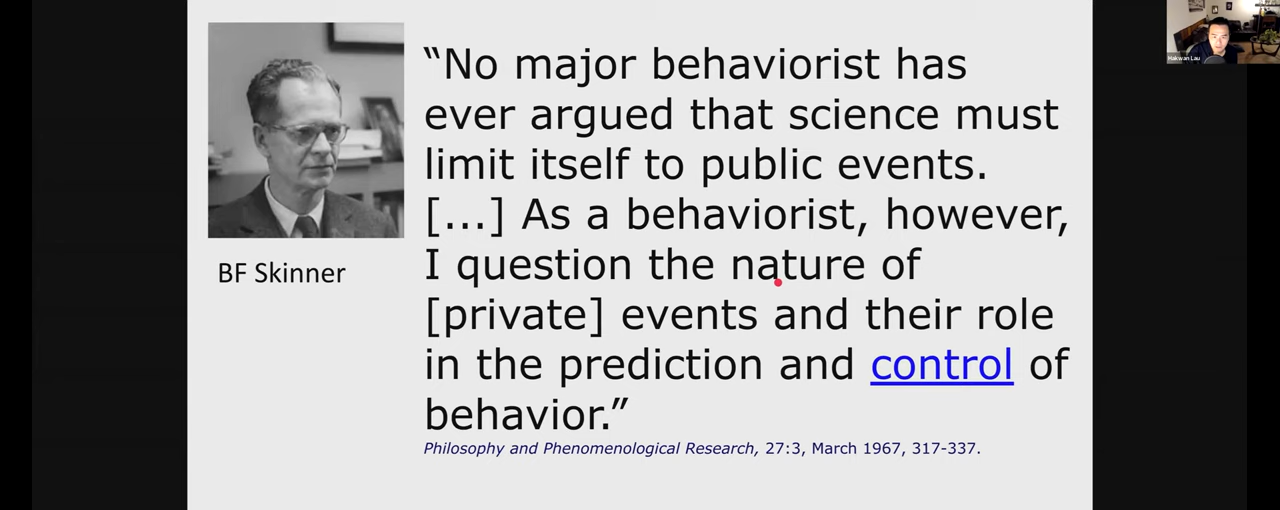 “No major behaviorist has
ever argued that science must
limit itself to public events.
[...] As a behaviorist, however,
I question the nature of
[private] events and their role
in the prediction and control of
behavior.”
Philosophy and Phenomenological Research, 27:3, March 1967, 317-337.
BF Skinner
Hakwan Lau